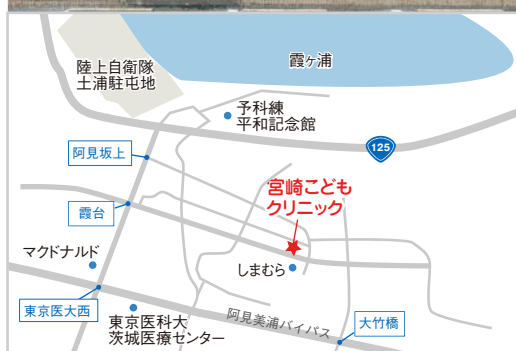 霞ヶ浦
陸上自衛隊
土浦駐屯地
予科練
平和記念館
125
阿見坂上
宮崎こども
クリニック
霞台
マクドナルド
しまむら
東京医大西
東京医科大
茨城医療センター
阿見美浦バイパス
大竹橋